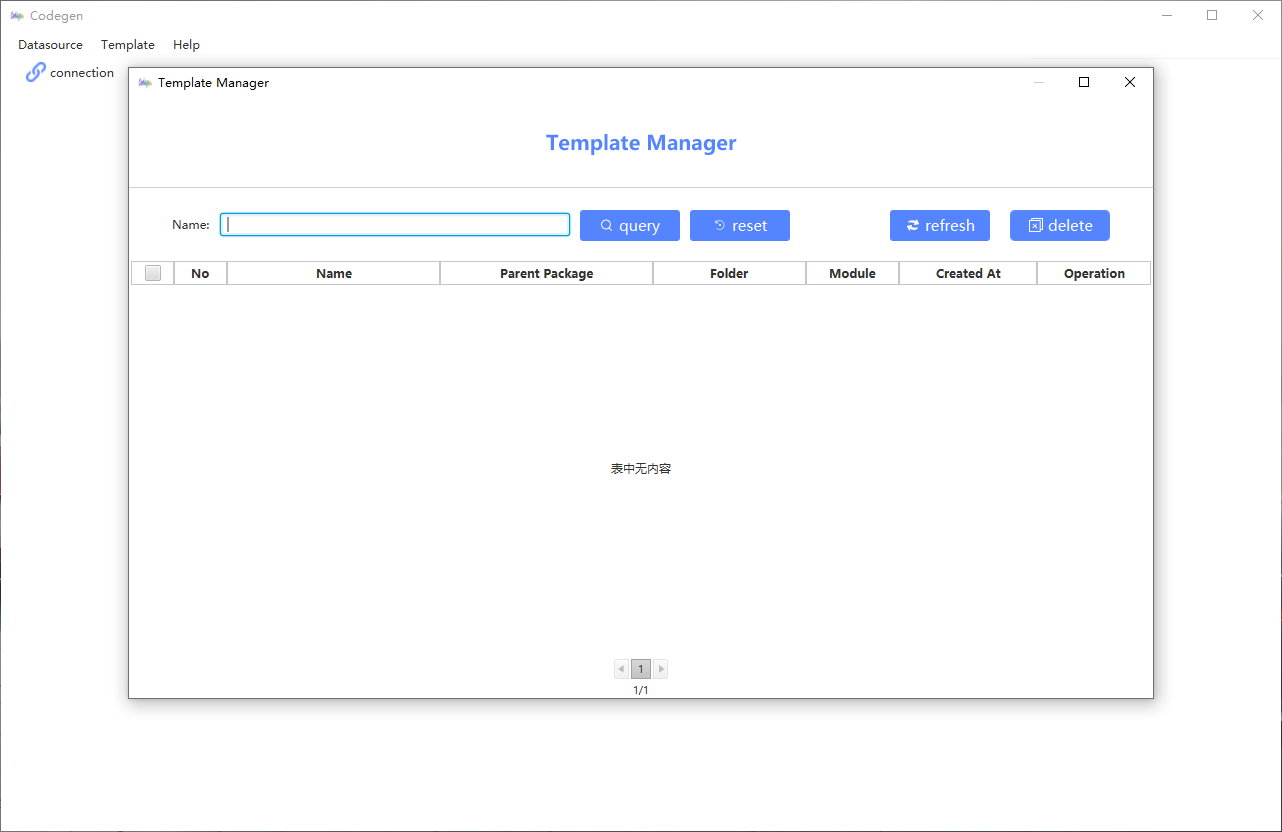 Codegen
Datasource Template Help
connection
Template Manager
Template Manager
Name: query reset refresh delete
No Name Parent Package Folder Module Created At Operation
表中无内容
1
1/1